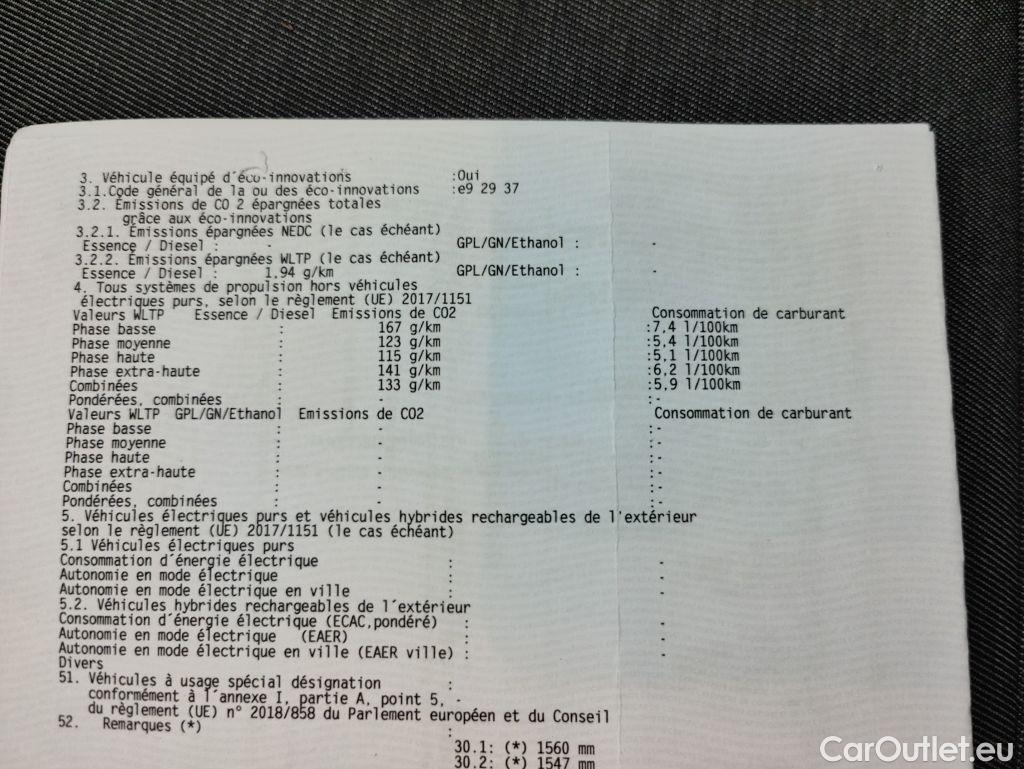 3. Véhicule équipé d'éco-innovations :Oui
3.1.Code général de la ou des éco-innovations :e9 29 37
3.2. Emissions de CO 2 épargnées totales
grâce aux éco-innovations
3.2.1. Émissions épargnées NEDC (le cas échéant)
Essence / Diesel : - GPL/GN/Ethanol : -
3.2.2. Émissions épargnées WLTP (le cas échéant)
Essence / Diesel : 1.94 g/km GPL/GN/Ethanol : -
4. Tous systèmes de propulsion hors véhicules
électriques purs, selon le règlement (UE) 2017/1151
Valeurs WLTP Essence / Diesel Emissions de CO2 Consommation de carburant
Phase basse : 167 g/km :7,4 l/100km
Phase moyenne : 123 g/km :5,4 l/100km
Phase haute : 115 g/km :5,1 l/100km
Phase extra-haute : 141 g/km :6,2 l/100km
Combinées : 133 g/km :5,9 l/100km
Pondérées, combinées : - :-
Valeurs WLTP GPL/GN/Ethanol Emissions de CO2 Consommation de carburant
Phase basse : - :-
Phase moyenne : - :-
Phase haute : - :-
Phase extra-haute : - :-
Combinées : - :-
Pondérées, combinées : - :-
5. Véhicules électriques purs et véhicules hybrides rechargeables de l'extérieur
selon le règlement (UE) 2017/1151 (le cas échéant)
5.1 Véhicules électriques purs
Consommation d'énergie électrique : -
Autonomie en mode électrique : -
Autonomie en mode électrique en ville : -
5.2. Véhicules hybrides rechargeables de l'extérieur
Consommation d'énergie électrique (ECAC,pondéré) : -
Autonomie en mode électrique (EAER) : -
Autonomie en mode électrique en ville (EAER ville) : -
Divers
51. Véhicules à usage spécial désignation :
conformément à l'annexe I, partie A, point 5, -
du règlement (UE) n° 2018/858 du Parlement européen et du Conseil
52. Remarques (*) :
30.1: (*) 1560 mm
30.2: (*) 1547 mm
CarOutlet.eu